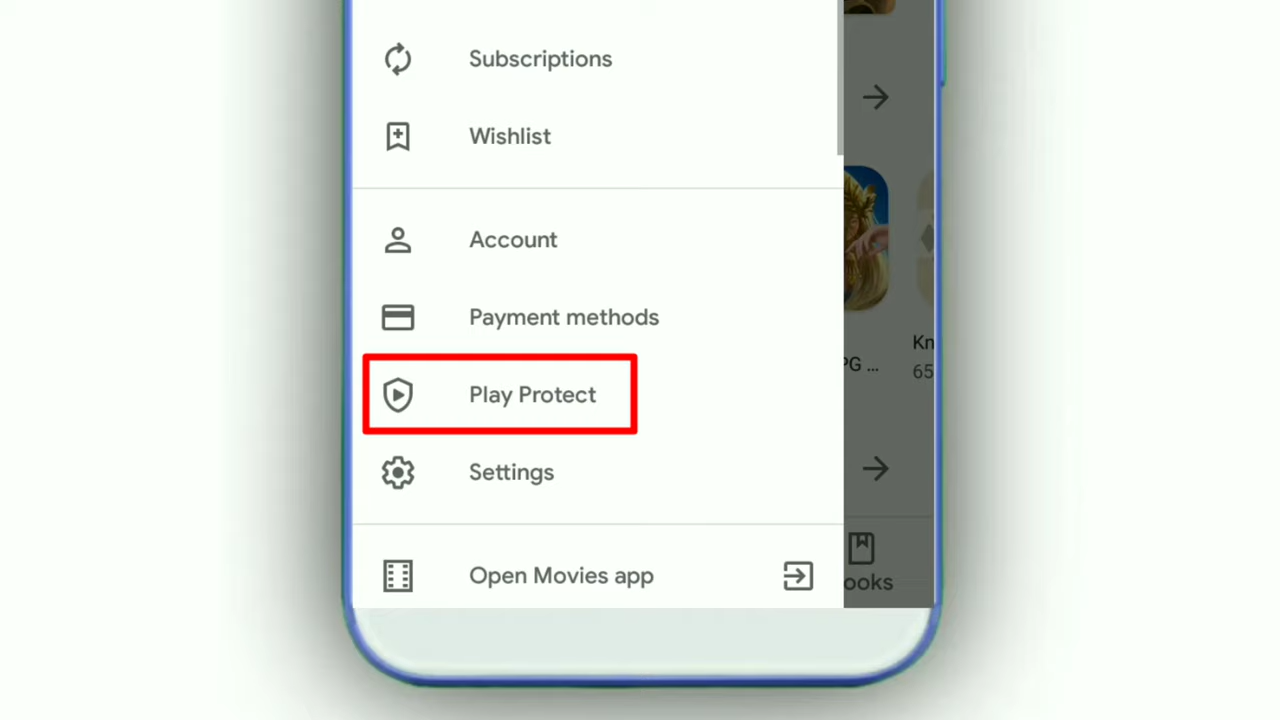 Subscriptions
Wishlist
Account
Payment methods
Kn
PG ...
65
Play Protect
Settings
Open Movies app
ooks